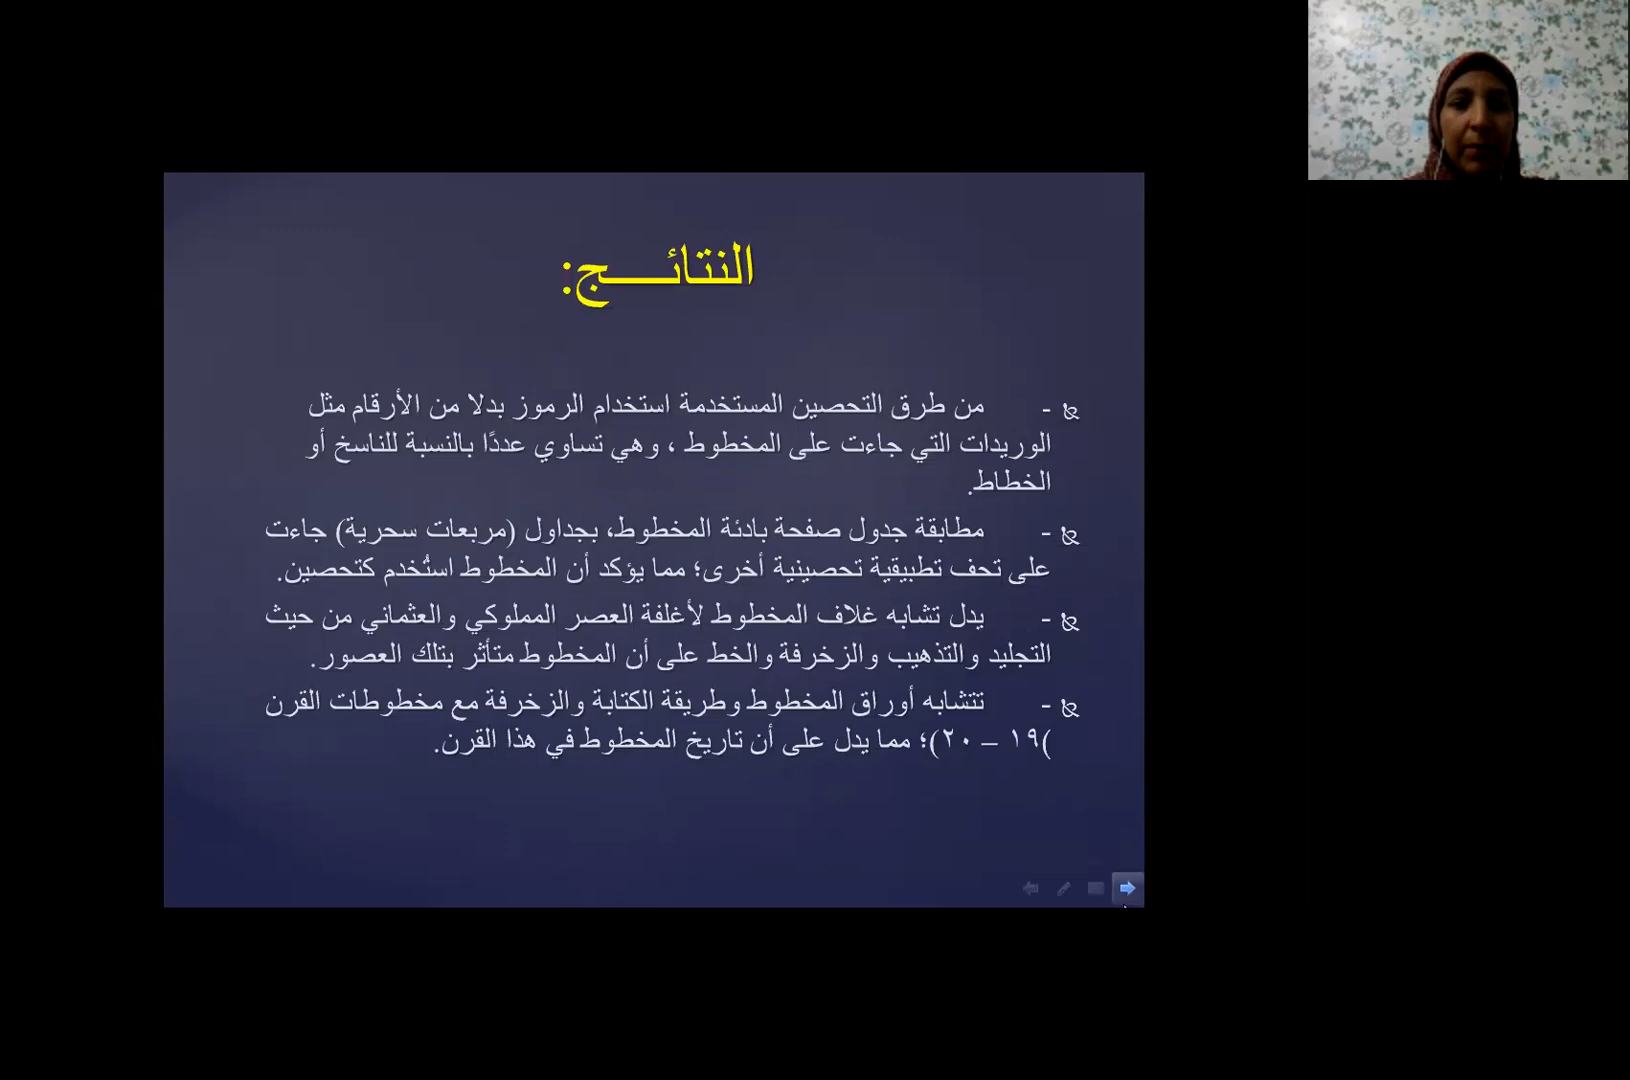 النتائـــــج:
- من طرق التحصين المستخدمة استخدام الرموز بدلا من الأرقام مثل
الوريدات التي جاءت على المخطوط ، وهي تساوي عددًا بالنسبة للناسخ أو
الخطاط.
- مطابقة جدول صفحة بادئة المخطوط، بجداول (مربعات سحرية) جاءت
على تحف تطبيقية تحصينية أخرى؛ مما يؤكد أن المخطوط استُخدم كتحصين.
- يدل تشابه غلاف المخطوط لأغلفة العصر المملوكي والعثماني من حيث
التجليد والتذهيب والزخرفة والخط على أن المخطوط متأثر بتلك العصور.
- تتشابه أوراق المخطوط وطريقة الكتابة والزخرفة مع مخطوطات القرن
(١٩ – ٢٠)؛ مما يدل على أن تاريخ المخطوط في هذا القرن.